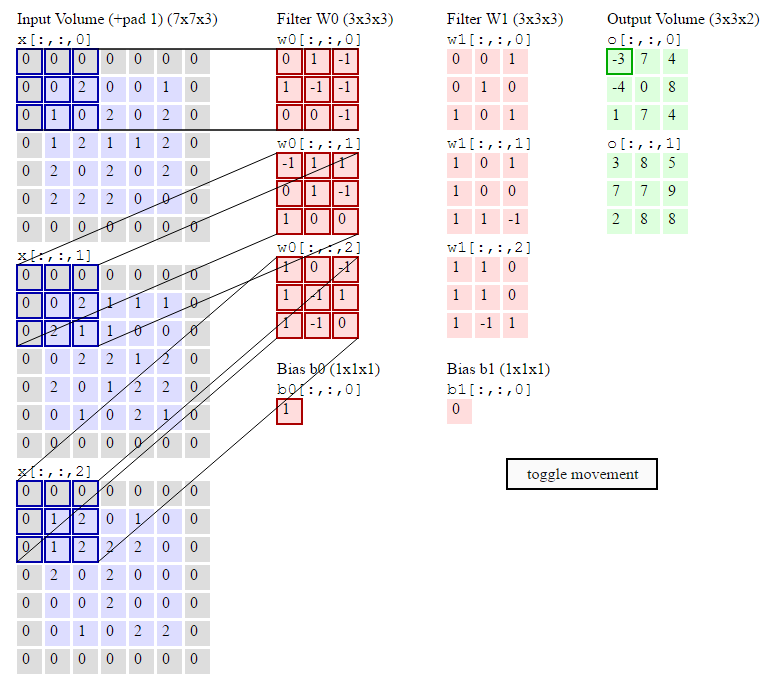 Input Volume (+pad 1) (7x7x3)
x[:,:,0]
0 0 0 0 0 0 0
0 0 2 0 0 1 0
0 1 0 2 0 2 0
0 1 2 1 1 2 0
0 2 0 2 0 2 0
0 2 2 2 0 0 0
0 0 0 0 0 0 0
x[:,:,1]
0 0 0 0 0 0 0
0 0 2 1 1 1 0
0 2 1 1 0 0 0
0 0 2 2 1 2 0
0 2 0 1 2 2 0
0 0 1 0 2 1 0
0 0 0 0 0 0 0
x[:,:,2]
0 0 0 0 0 0 0
0 1 2 0 1 0 0
0 1 2 2 2 0 0
0 2 0 2 0 0 0
0 0 0 2 0 0 0
0 0 1 0 2 2 0
0 0 0 0 0 0 0
Filter W0 (3x3x3)
w0[:,:,0]
0 1 -1
1 -1 -1
0 0 -1
w0[:,:,1]
-1 1 1
0 1 -1
1 0 0
w0[:,:,2]
1 0 -1
1 -1 1
1 -1 0
Bias b0 (1x1x1)
b0[:,:,0]
1
Filter W1 (3x3x3)
w1[:,:,0]
0 0 1
0 1 0
1 0 1
w1[:,:,1]
1 0 1
1 0 0
1 1 -1
w1[:,:,2]
1 1 0
1 1 0
1 -1 1
Bias b1 (1x1x1)
b1[:,:,0]
0
Output Volume (3x3x2)
o[:,:,0]
-3 7 4
-4 0 8
1 7 4
o[:,:,1]
3 8 5
7 7 9
2 8 8
toggle movement